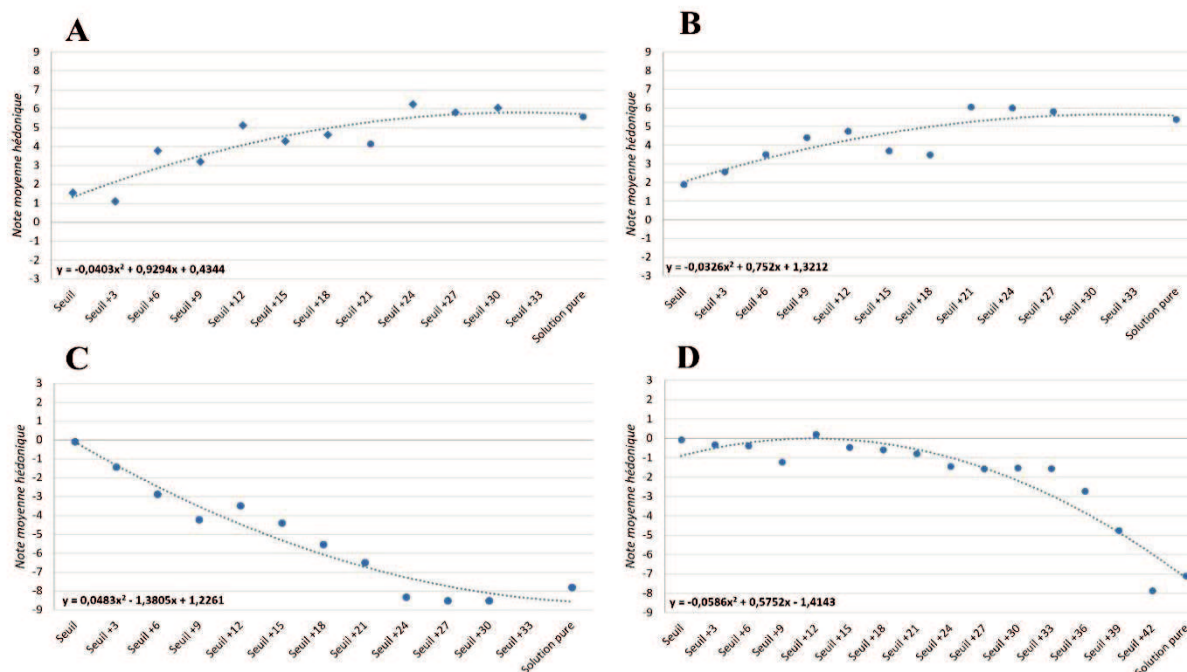 A
9
8
7
6
5
4
3
2
1
0
-1
-2
-3
Note moyenne hédonique
y = -0,0403x² + 0,9294x + 0,4344
Seuil
Seuil +3
Seuil +6
Seuil +9
Seuil +12
Seuil +15
Seuil +18
Seuil +21
Seuil +24
Seuil +27
Seuil +30
Seuil +33
Solution pure
B
9
8
7
6
5
4
3
2
1
0
-1
-2
-3
Note moyenne hédonique
y = -0,0326x² + 0,752x + 1,3212
Seuil
Seuil +3
Seuil +6
Seuil +9
Seuil +12
Seuil +15
Seuil +18
Seuil +21
Seuil +24
Seuil +27
Seuil +30
Seuil +33
Solution pure
C
3
2
1
0
-1
-2
-3
-4
-5
-6
-7
-8
-9
Note moyenne hédonique
y = 0,0483x² - 1,3805x + 1,2261
Seuil
Seuil +3
Seuil +6
Seuil +9
Seuil +12
Seuil +15
Seuil +18
Seuil +21
Seuil +24
Seuil +27
Seuil +30
Seuil +33
Solution pure
D
3
2
1
0
-1
-2
-3
-4
-5
-6
-7
-8
-9
Note moyenne hédonique
y = -0,0586x² + 0,5752x - 1,4143
Seuil
Seuil +3
Seuil +6
Seuil +9
Seuil +12
Seuil +15
Seuil +18
Seuil +21
Seuil +24
Seuil +27
Seuil +30
Seuil +33
Seuil +36
Seuil +39
Seuil +42
Solution pure